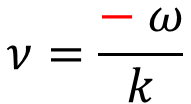 ν = − ω / k